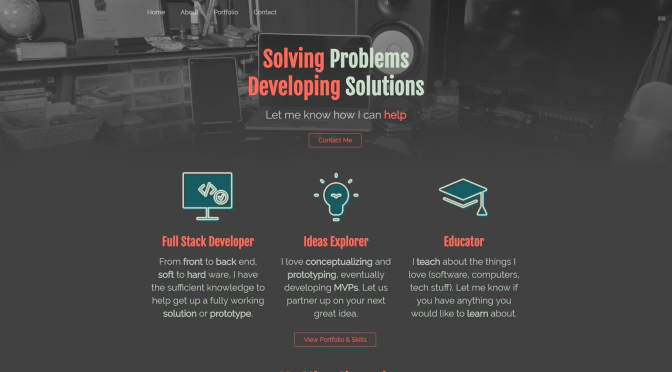 Home About Portfolio Contact
Solving Problems
Developing Solutions
Let me know how I can help
Contact Me
Full Stack Developer
From front to back end,
soft to hard ware, I have
the sufficient knowledge to
help get up a fully working
solution or prototype.
Ideas Explorer
I love conceptualizing and
prototyping, eventually
developing MVPs. Let us
partner up on your next
great idea.
Educator
I teach about the things I
love (software, computers,
tech stuff). Let me know if
you have anything you
would like to learn about.
View Portfolio & Skills